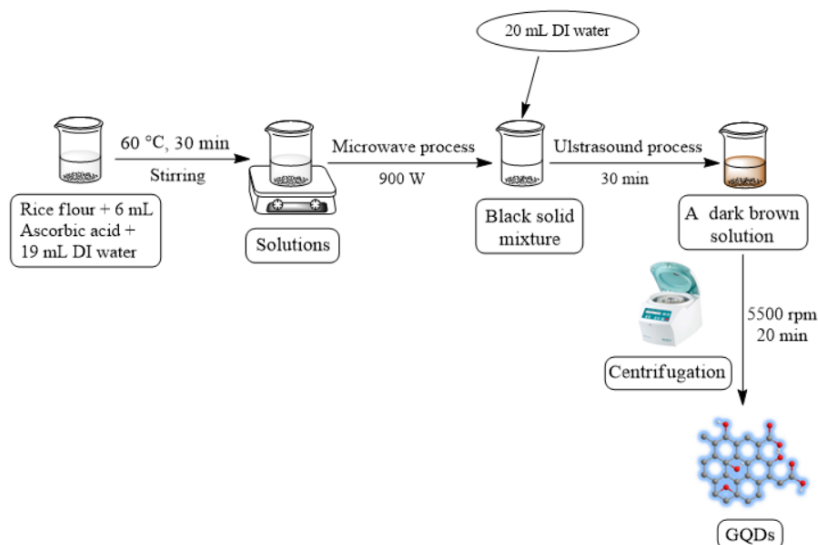 20 mL DI water
60 °C, 30 min
Stirring
Microwave process
900 W
Ulstrasound process
30 min
Rice flour + 6 mL
Ascorbic acid +
19 mL DI water
Solutions
Black solid
mixture
A dark brown
solution
5500 rpm
20 min
Centrifugation
GQDs